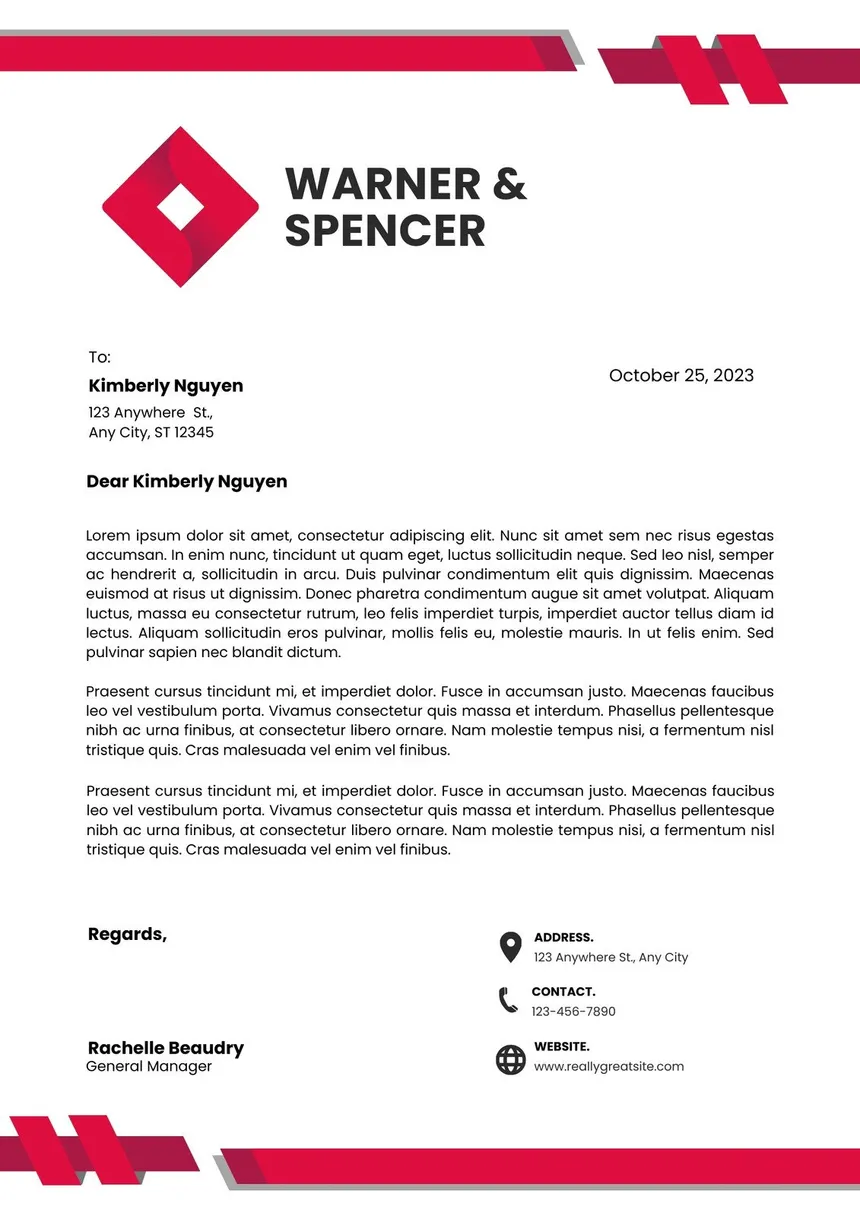 WARNER &
SPENCER
To:
Kimberly Nguyen
123 Anywhere  St.,
Any City, ST 12345
October 25, 2023
Dear Kimberly Nguyen
Lorem ipsum dolor sit amet, consectetur adipiscing elit. Nunc sit amet sem nec risus egestas
accumsan. In enim nunc, tincidunt ut quam eget, luctus sollicitudin neque. Sed leo nisl, semper
ac hendrerit a, sollicitudin in arcu. Duis pulvinar condimentum elit quis dignissim. Maecenas
euismod at risus ut dignissim. Donec pharetra condimentum augue sit amet volutpat. Aliquam
luctus, massa eu consectetur rutrum, leo felis imperdiet turpis, imperdiet auctor tellus diam id
lectus. Aliquam sollicitudin eros pulvinar, mollis felis eu, molestie mauris. In ut felis enim. Sed
pulvinar sapien nec blandit dictum.
Praesent cursus tincidunt mi, et imperdiet dolor. Fusce in accumsan justo. Maecenas faucibus
leo vel vestibulum porta. Vivamus consectetur quis massa et interdum. Phasellus pellentesque
nibh ac urna finibus, at consectetur libero ornare. Nam molestie tempus nisi, a fermentum nisl
tristique quis. Cras malesuada vel enim vel finibus.
Praesent cursus tincidunt mi, et imperdiet dolor. Fusce in accumsan justo. Maecenas faucibus
leo vel vestibulum porta. Vivamus consectetur quis massa et interdum. Phasellus pellentesque
nibh ac urna finibus, at consectetur libero ornare. Nam molestie tempus nisi, a fermentum nisl
tristique quis. Cras malesuada vel enim vel finibus.
Regards,
Rachelle Beaudry
General Manager
ADDRESS.
123 Anywhere St., Any City
CONTACT.
123-456-7890
WEBSITE.
www.reallygreatsite.com